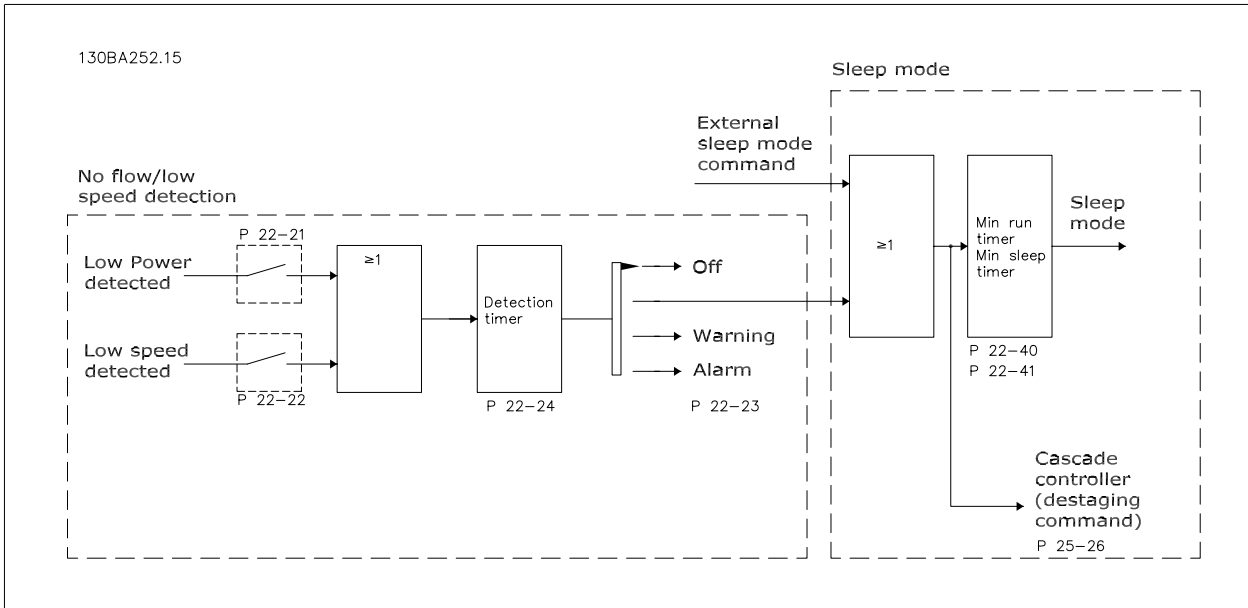 130BA252.15
Sleep mode
External
sleep mode
command
No flow/low
speed detection
P 22-21
Low Power
detected
≥1
Low speed
detected
P 22-22
Detection
timer
P 22-24
Off
Warning
Alarm
P 22-23
≥1
Min run
timer
Min sleep
timer
P 22-40
P 22-41
Sleep
mode
Cascade
controller
(destaging
command)
P 25-26